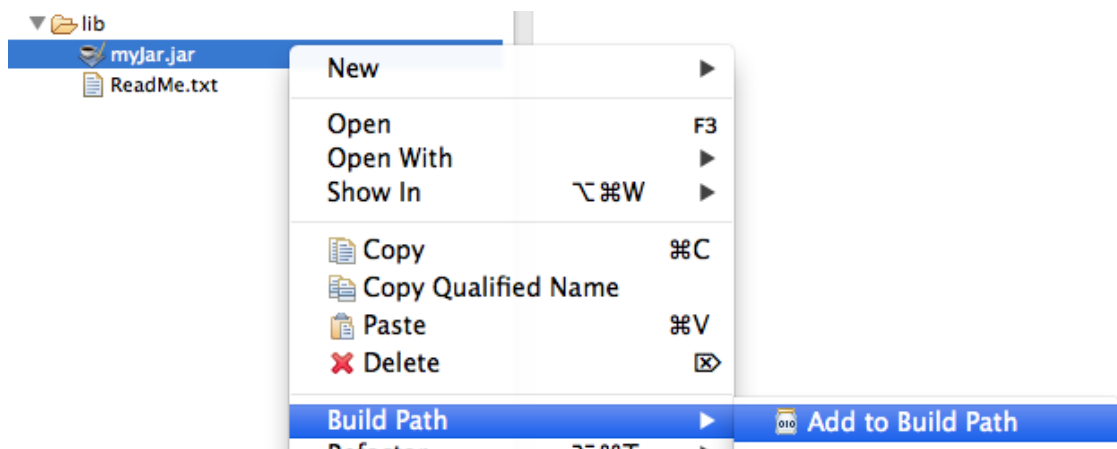 lib
myJar.jar
ReadMe.txt
New
Open F3
Open With
Show In ⌥⌘W
Copy ⌘C
Copy Qualified Name
Paste ⌘V
Delete ⌦
Build Path
Add to Build Path